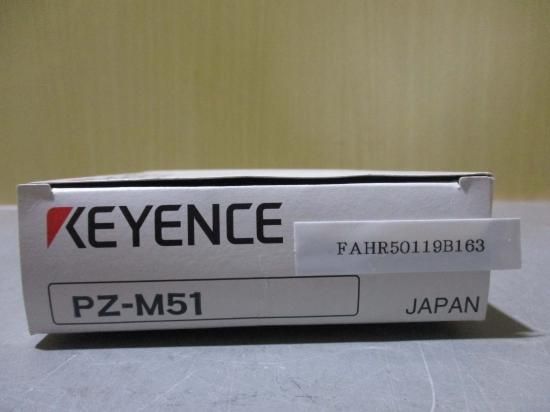 KEYENCE
FAHR50119B163
PZ-M51
JAPAN